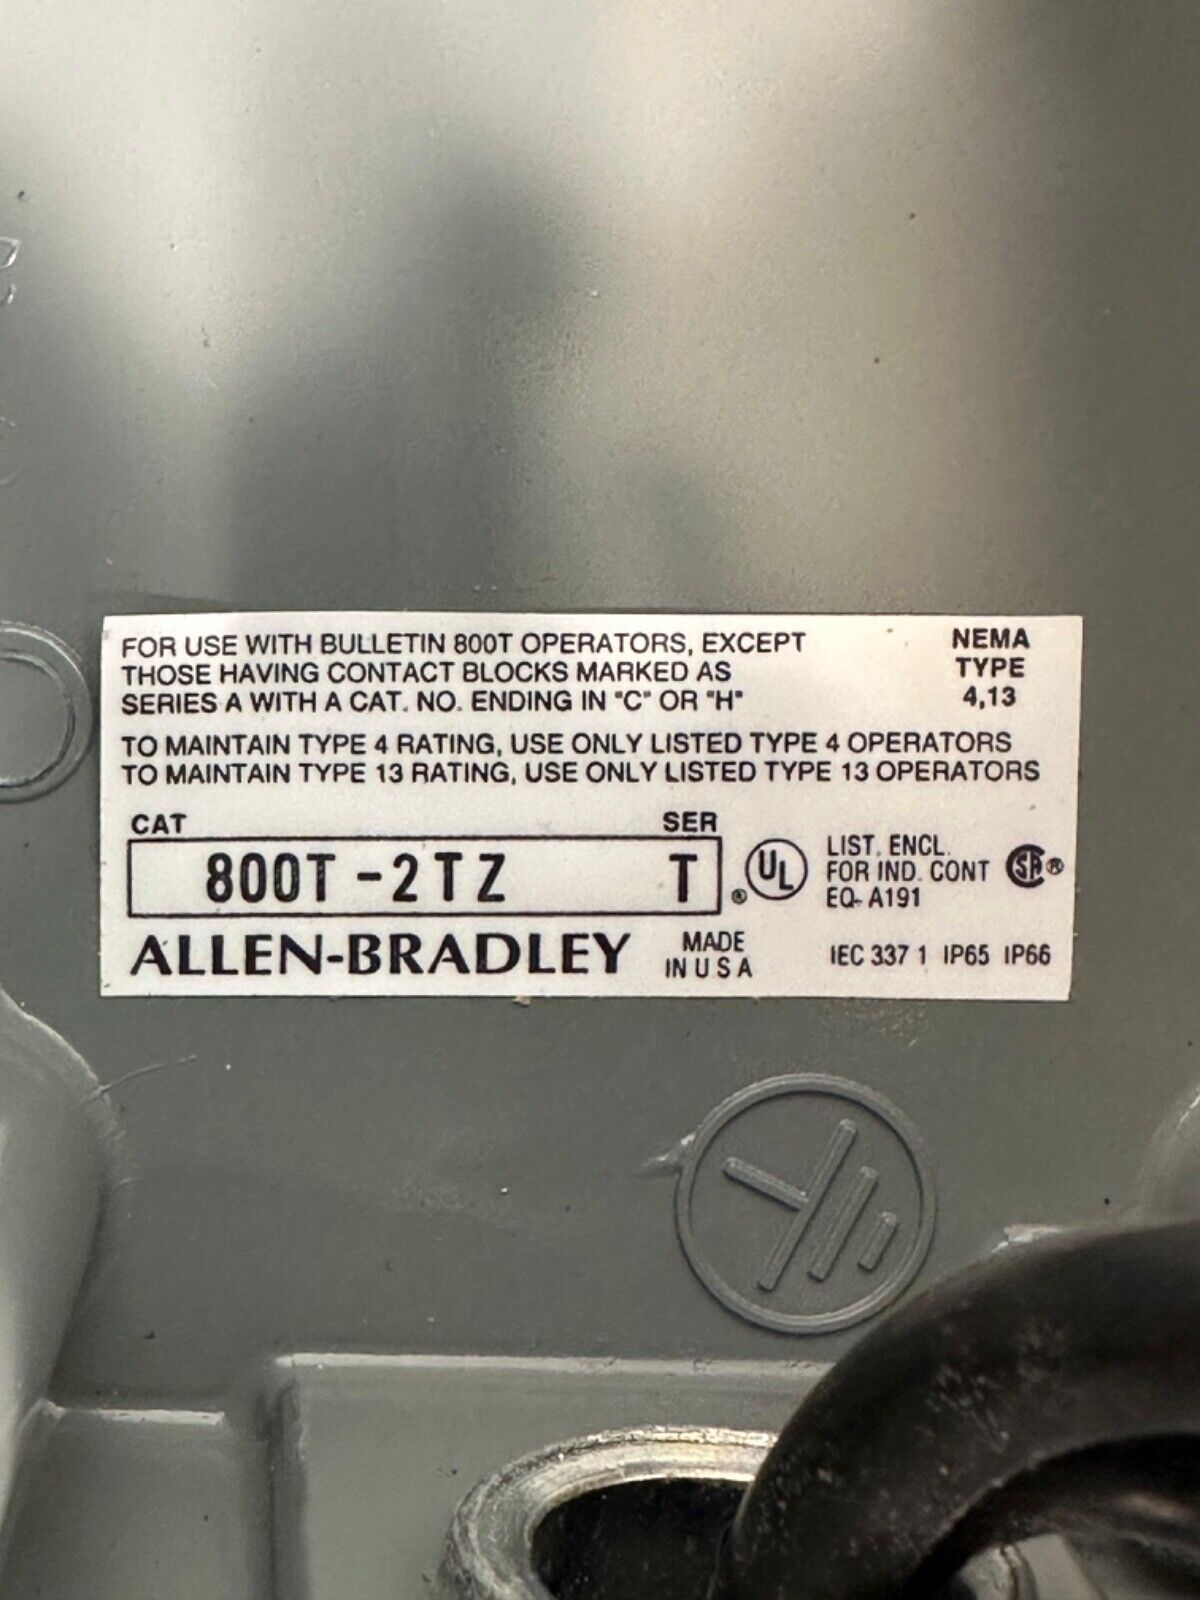 FOR USE WITH BULLETIN 800T OPERATORS, EXCEPT
THOSE HAVING CONTACT BLOCKS MARKED AS
SERIES A WITH A CAT. NO. ENDING IN "C" OR "H"
NEMA
TYPE
4,13
TO MAINTAIN TYPE 4 RATING, USE ONLY LISTED TYPE 4 OPERATORS
TO MAINTAIN TYPE 13 RATING, USE ONLY LISTED TYPE 13 OPERATORS
CAT SER
800T-2TZ T
® UL
LIST. ENCL.
FOR IND. CONT
EQ. A191
SA ®
ALLEN-BRADLEY
MADE
IN U S A
IEC 337 1 IP65 IP66